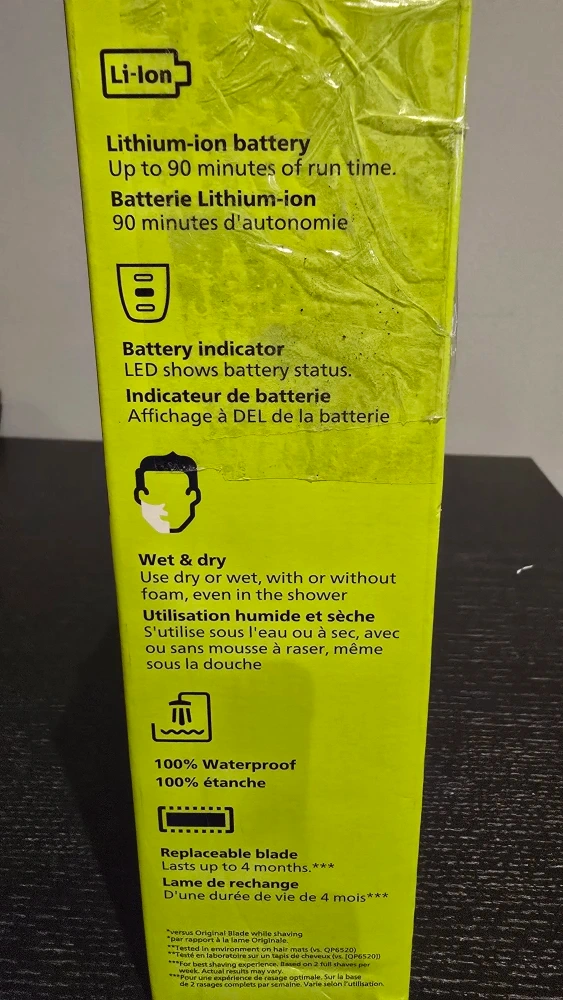 Li-Ion
Lithium-ion battery
Up to 90 minutes of run time.
Batterie Lithium-ion
90 minutes d'autonomie
Battery indicator
LED shows battery status.
Indicateur de batterie
Affichage à DEL de la batterie
Wet & dry
Use dry or wet, with or without
foam, even in the shower
Utilisation humide et sèche
S'utilise sous l'eau ou à sec, avec
ou sans mousse à raser, même
sous la douche
100% Waterproof
100% étanche
Replaceable blade
Lasts up to 4 months.***
Lame de rechange
D'une durée de vie de 4 mois***
*versus Original Blade while shaving
*par rapport à la lame Originale.
**Tested in environment on hair mats (vs. QP6520)
**Testé en laboratoire sur un tapis de cheveux (vs. [QP6520])
***For best shaving experience. Based on 2 full shaves per
week. Actual results may vary.
***Pour une expérience de rasage optimale. Sur la base
de 2 rasages complets par semaine. Varie selon l'utilisation.